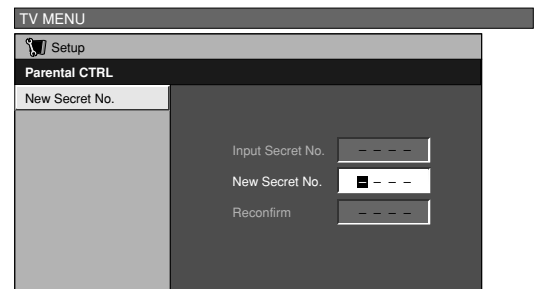 TV MENU
Setup
Parental CTRL
New Secret No.
Input Secret No. – – – –
New Secret No. – – – –
Reconfirm – – – –